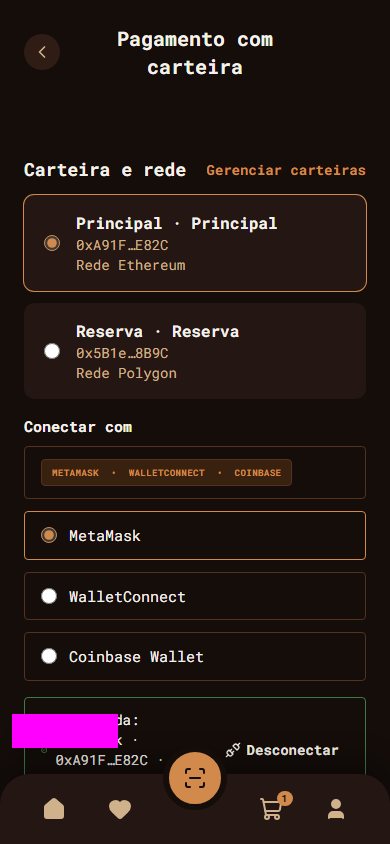 Pagamento com
carteira
Carteira e rede
Gerenciar carteiras
Principal · Principal
0xA91F…E82C
Rede Ethereum
Reserva · Reserva
0x5B1e…8B9C
Rede Polygon
Conectar com
METAMASK · WALLETCONNECT · COINBASE
MetaMask
WalletConnect
Coinbase Wallet
0xA91F…E82C ·
Desconectar
1